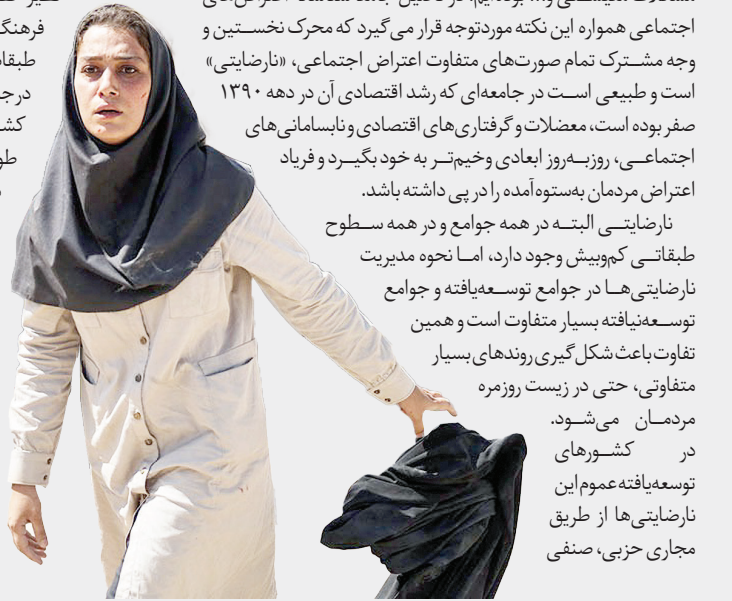 اجتماعی همواره این نکته موردتوجه قرار می‌گیرد که محرک نخستین و
وجه مشترک تمام صورت‌های متفاوت اعتراض اجتماعی، «نارضایتی»
است و طبیعی است در جامعه‌ای که رشد اقتصادی آن در دهه ۱۳۹۰
صفر بوده است، معضلات و گرفتاری‌های اقتصادی و نابسامانی‌های
اجتماعی، روزبه‌روز ابعادی وخیم‌تر به خود بگیرد و فریاد
اعتراض مردمان به‌ستوه‌آمده را در پی داشته باشد.
نارضایتی البته در همه جوامع و در همه سطوح
طبقاتی کم‌وبیش وجود دارد، اما نحوه مدیریت
نارضایتی‌ها در جوامع توسعه‌یافته و جوامع
توسعه‌نیافته بسیار متفاوت است و همین
تفاوت باعث شکل‌گیری روندهای بسیار
متفاوتی، حتی در زیست روزمره
مردمان می‌شود.
در کشورهای
توسعه‌یافته عموم این
نارضایتی‌ها از طریق
مجاری حزبی، صنفی